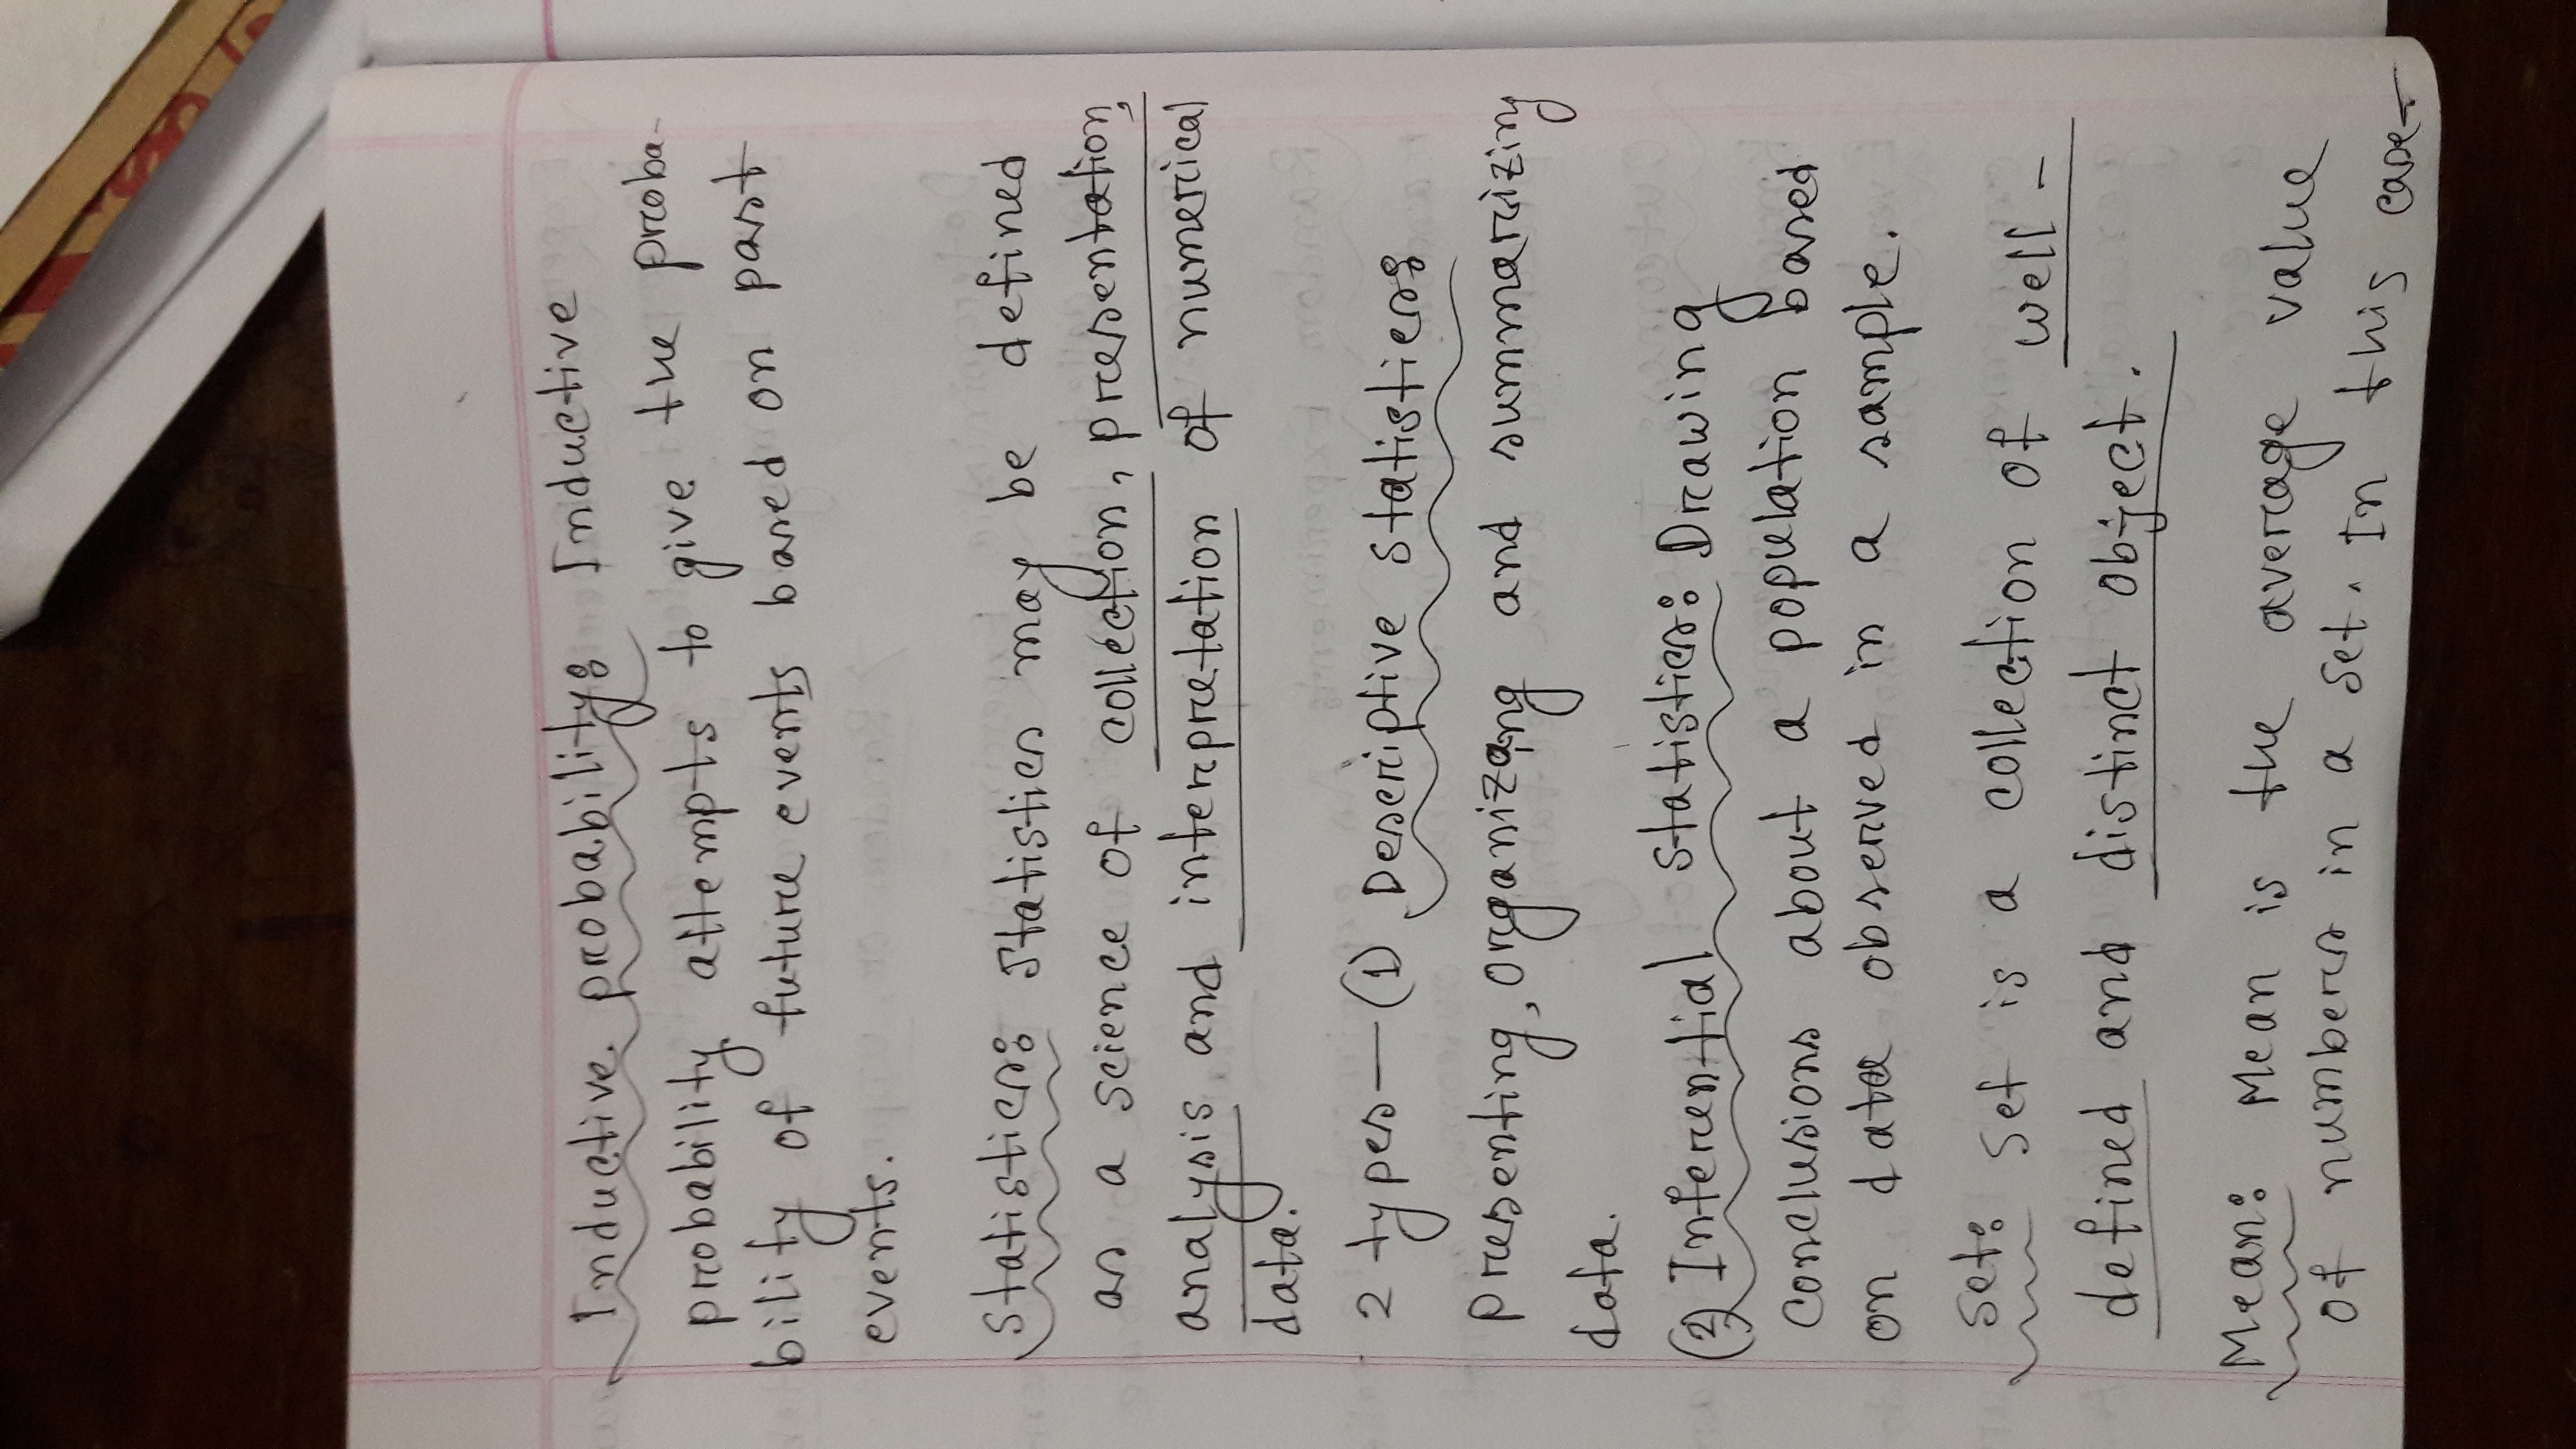 Inductive probability: Inductive
probability attempts to give the proba-
bility of future events based on past
events.
Statistics: Statistics may be defined
as a science of collection, presentation,
analysis and interpretation of numerical
data.
2 types — (1) Descriptive Statistics:
Presenting, organizing and summarizing
data.
(2) Inferential Statistics: Drawing
conclusions about a population based
on data observed in a sample.
Set: Set is a collection of well-
defined and distinct object.
Mean: Mean is the average value
of numbers in a set. In this case-